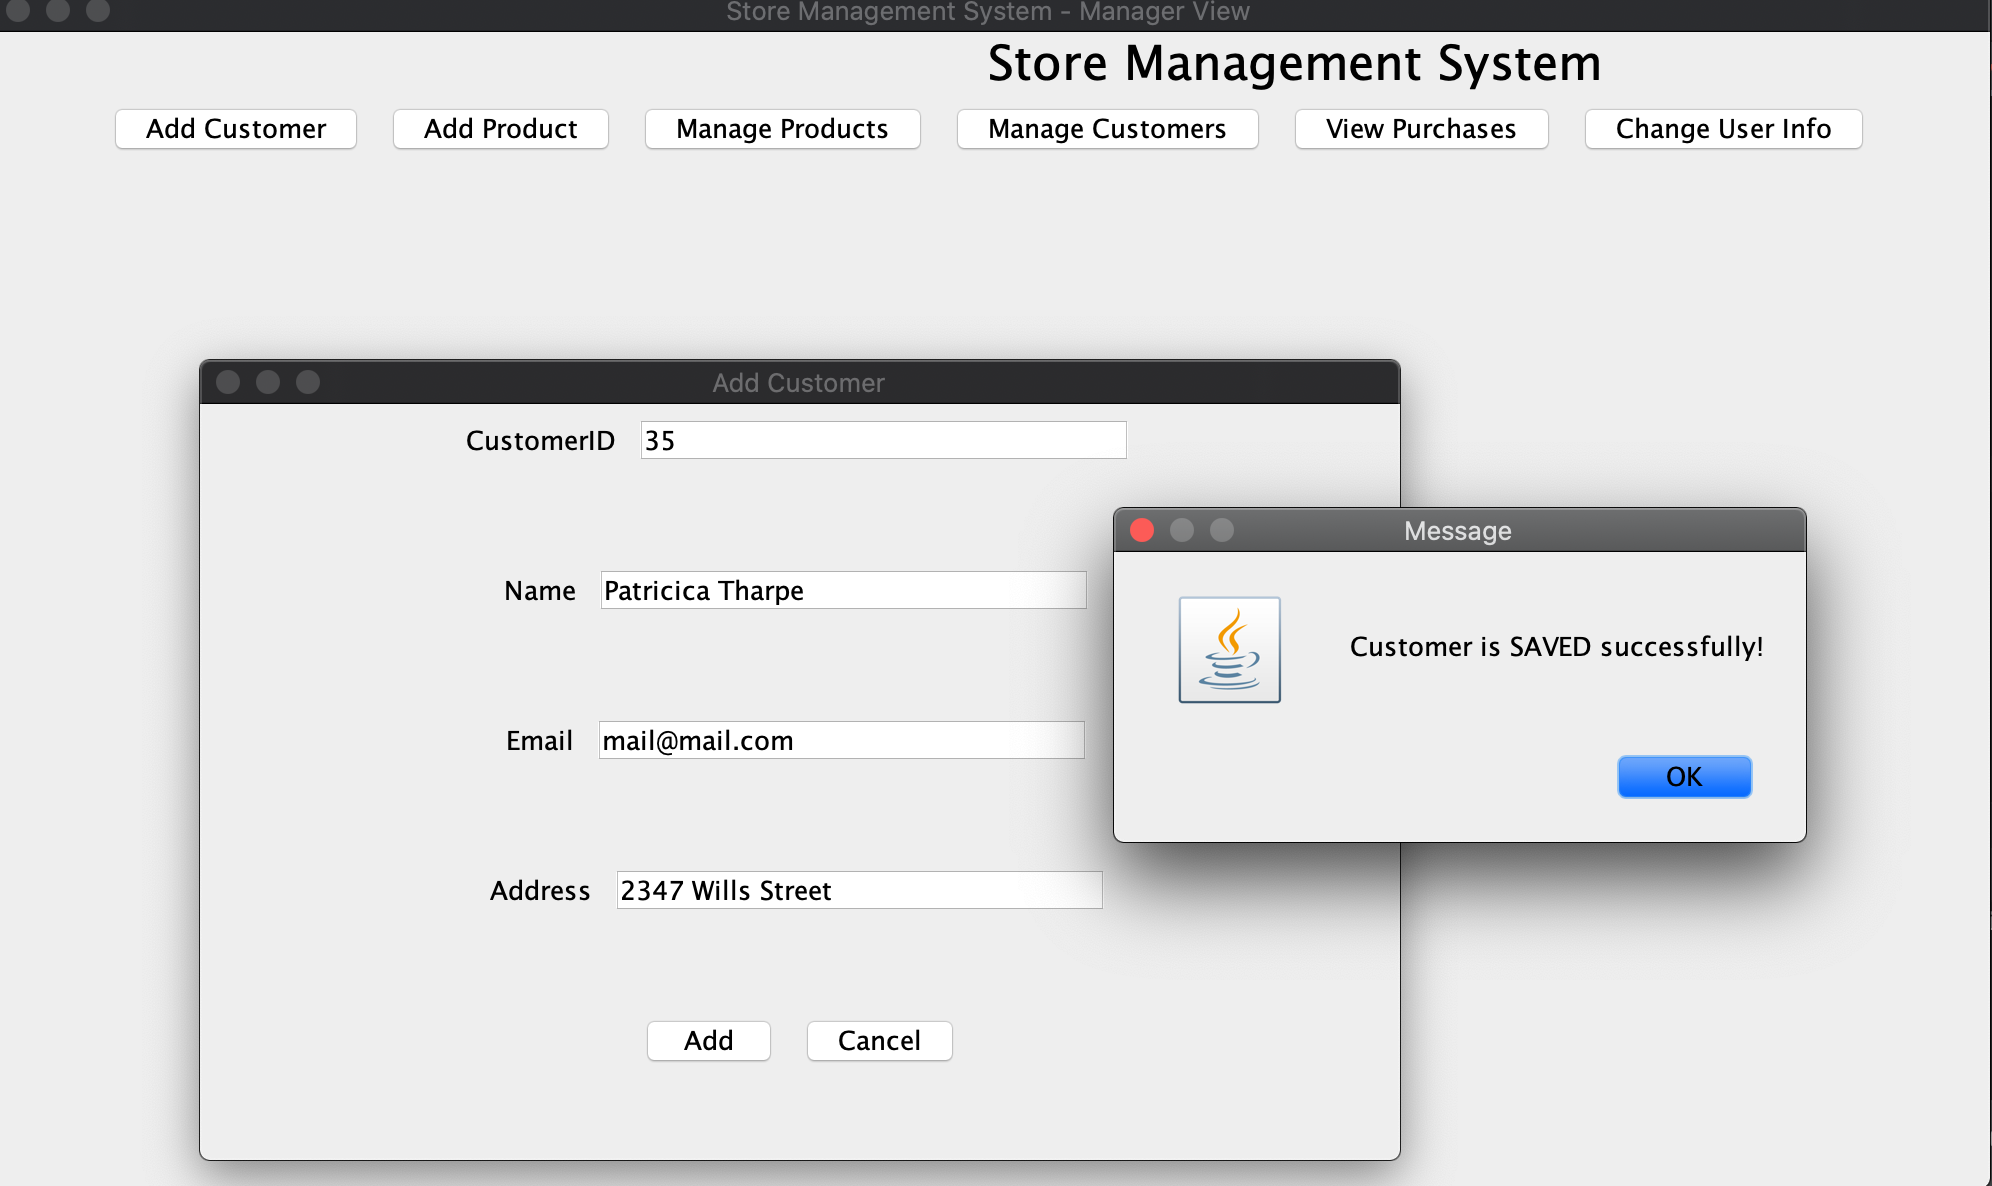 Store Management System - Manager View
Store Management System
Add Customer Add Product Manage Products Manage Customers View Purchases Change User Info
Add Customer
CustomerID 35
Name Patricica Tharpe
Email mail@mail.com
Address 2347 Wills Street
Add Cancel
Message
Customer is SAVED successfully!
OK